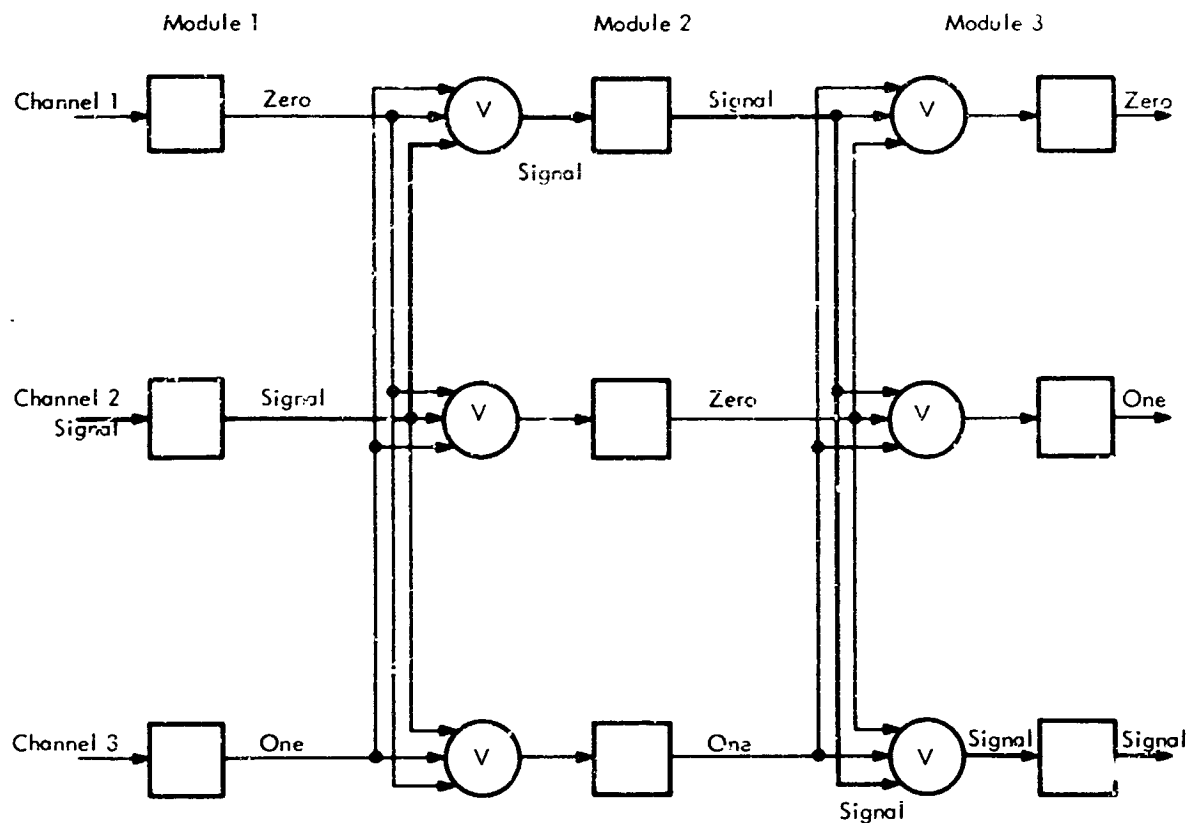 Module 1
Module 2
Module 3
Channel 1
Zero
V
Signal
V
Zero
Signal
Channel 2
Signal
Signal
V
Zero
V
One
Channel 3
One
V
One
V
Signal
Signal
Signal